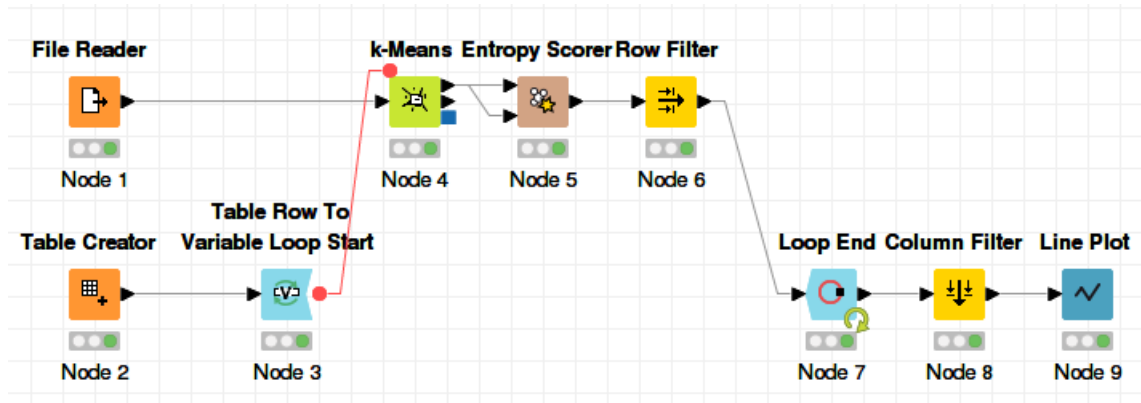 File Reader
k-Means
Entropy Scorer
Row Filter
Node 1
Node 4
Node 5
Node 6
Table Creator
Table Row To
Variable Loop Start
Loop End
Column Filter
Line Plot
V
Node 2
Node 3
Node 7
Node 8
Node 9